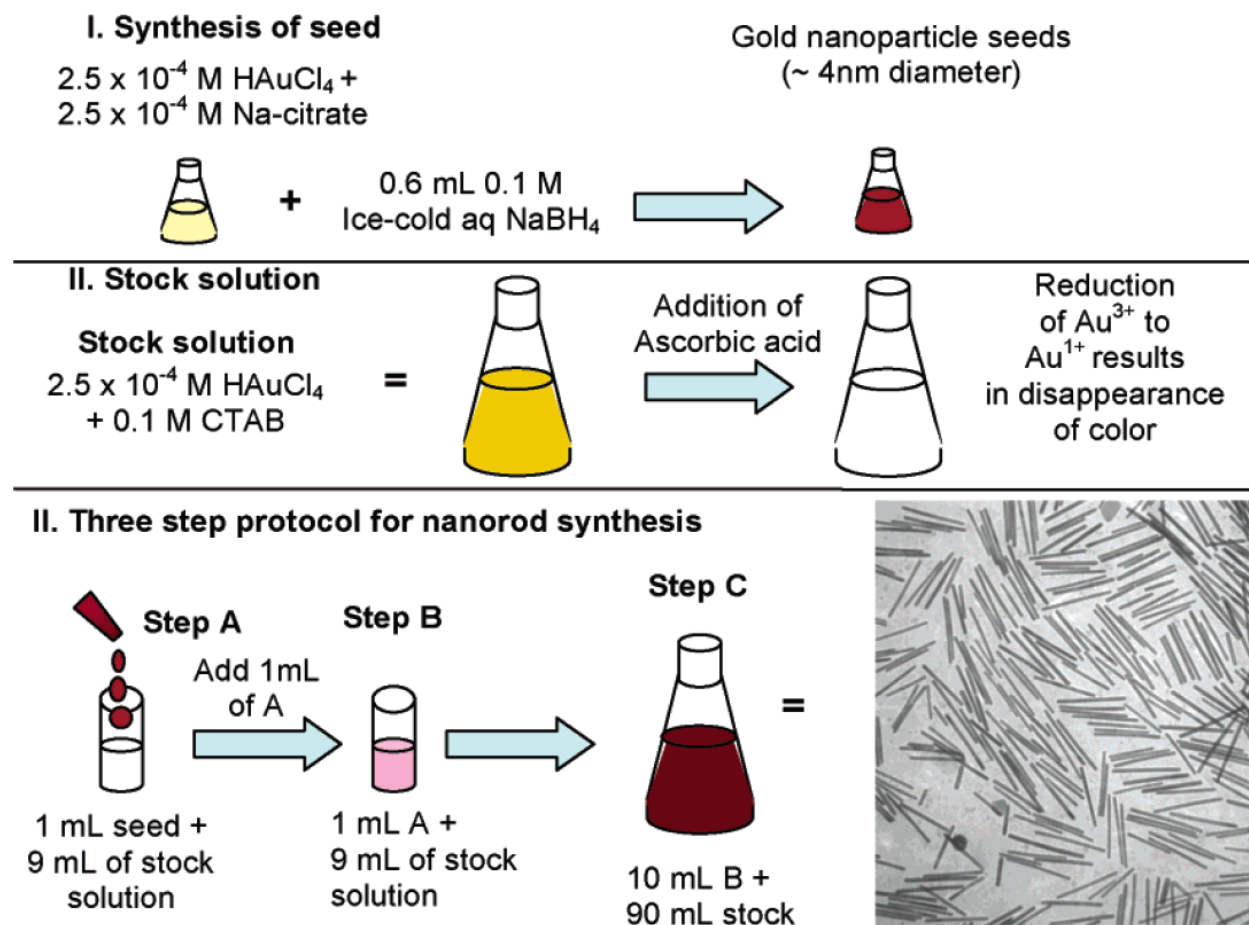 I. Synthesis of seed
2.5 x 10⁻⁴ M HAuCl₄ +
2.5 x 10⁻⁴ M Na-citrate
+
0.6 mL 0.1 M
Ice-cold aq NaBH₄
Gold nanoparticle seeds
(~ 4nm diameter)
II. Stock solution
Stock solution
2.5 x 10⁻⁴ M HAuCl₄
+ 0.1 M CTAB
=
Addition of
Ascorbic acid
Reduction
of Au³⁺ to
Au¹⁺ results
in disappearance
of color
II. Three step protocol for nanorod synthesis
Step A
1 mL seed +
9 mL of stock
solution
Add 1mL
of A
Step B
1 mL A +
9 mL of stock
solution
Step C
10 mL B +
90 mL stock
=